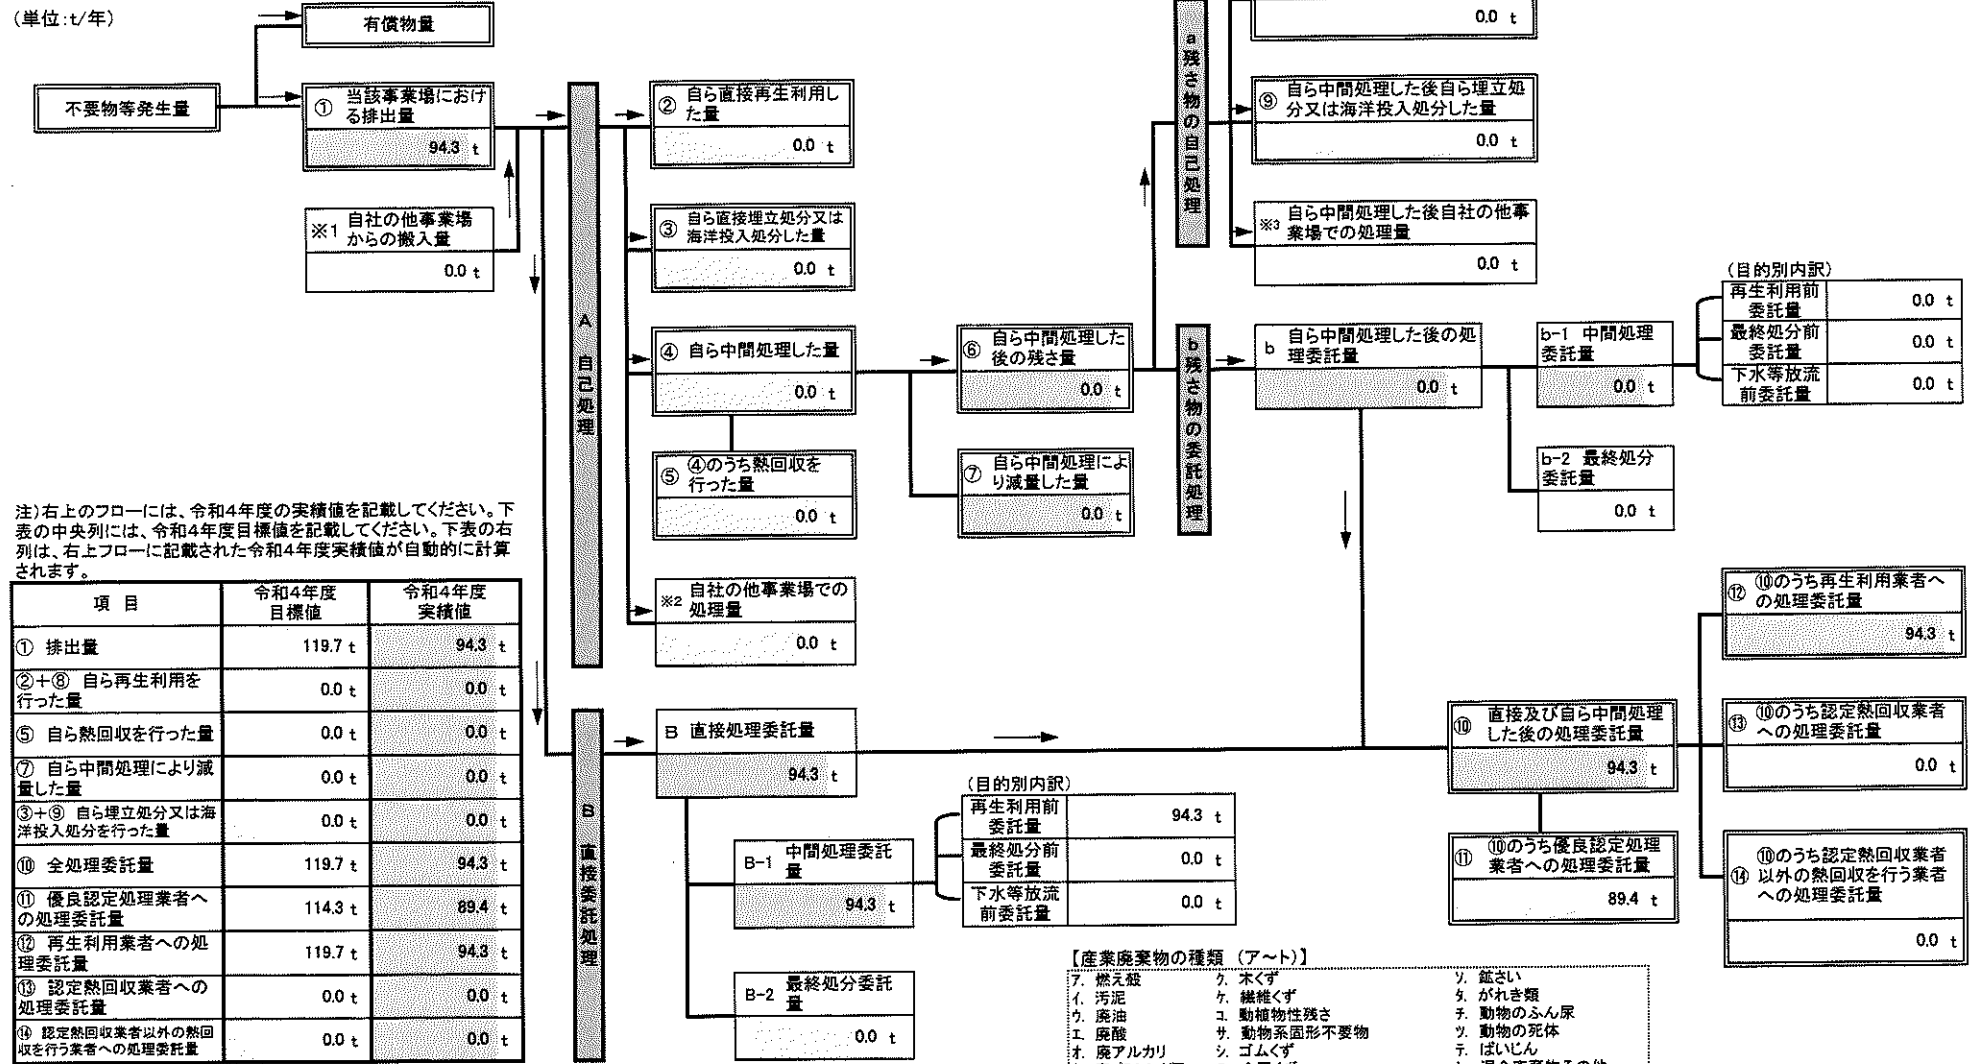 (単位:t/年)
有償物量
不要物等発生量
① 当該事業場におけ
る排出量
94.3 t
※1 自社の他事業場
からの搬入量
0.0 t
A 自己処理
② 自ら直接再生利用し
た量
0.0 t
③ 自ら直接埋立処分又は
海洋投入処分した量
0.0 t
④ 自ら中間処理した量
0.0 t
⑤ ④のうち熱回収を
行った量
0.0 t
※2 自社の他事業場での
処理量
0.0 t
⑥ 自ら中間処理した
後の残さ量
0.0 t
⑦ 自ら中間処理によ
り減量した量
0.0 t
a残さ物の自己処理
0.0 t
⑨ 自ら中間処理した後自ら埋立処
分又は海洋投入処分した量
0.0 t
※3 自ら中間処理した後自社の他事
業場での処理量
0.0 t
b残さ物の委託処理
b 自ら中間処理した後の処
理委託量
0.0 t
b-1 中間処理
委託量
0.0 t
(目的別内訳)
再生利用前
委託量
0.0 t
最終処分前
委託量
0.0 t
下水等放流
前委託量
0.0 t
b-2 最終処分
委託量
0.0 t
注)右上のフローには、令和4年度の実績値を記載してください。下
表の中央列には、令和4年度目標値を記載してください。下表の右
列は、右上フローに記載された令和4年度実績値が自動的に計算
されます。
項 目 令和4年度
目標値 令和4年度
実績値
① 排出量 119.7 t 94.3 t
②+⑧ 自ら再生利用を
行った量 0.0 t 0.0 t
⑤ 自ら熱回収を行った量 0.0 t 0.0 t
⑦ 自ら中間処理により減
量した量 0.0 t 0.0 t
③+⑨ 自ら埋立処分又は海
洋投入処分を行った量 0.0 t 0.0 t
⑩ 全処理委託量 119.7 t 94.3 t
⑪ 優良認定処理業者へ
の処理委託量 114.3 t 89.4 t
⑫ 再生利用業者への処
理委託量 119.7 t 94.3 t
⑬ 認定熱回収業者への
処理委託量 0.0 t 0.0 t
⑭ 認定熱回収業者以外の熱回
収を行う業者への処理委託量 0.0 t 0.0 t
B 直接委託処理
B 直接処理委託量
94.3 t
B-1 中間処理委託
量
94.3 t
(目的別内訳)
再生利用前
委託量
94.3 t
最終処分前
委託量
0.0 t
下水等放流
前委託量
0.0 t
B-2 最終処分委託
量
0.0 t
⑩ 直接及び自ら中間処理
した後の処理委託量
94.3 t
⑪ ⑩のうち優良認定処理
業者への処理委託量
89.4 t
⑫ ⑩のうち再生利用業者へ
の処理委託量
94.3 t
⑬ ⑩のうち認定熱回収業者
への処理委託量
0.0 t
⑭ ⑩のうち認定熱回収業者
以外の熱回収を行う業者
への処理委託量
0.0 t
【産業廃棄物の種類 (ア~ト)】
ア. 燃え殻 ク. 木くず ソ. 鉱さい
イ. 汚泥 ケ. 繊維くず タ. がれき類
ウ. 廃油 コ. 動植物性残さ チ. 動物のふん尿
エ. 廃酸 サ. 動物系固形不要物 ツ. 動物の死体
オ. 廃アルカリ シ. ゴムくず テ. ばいじん